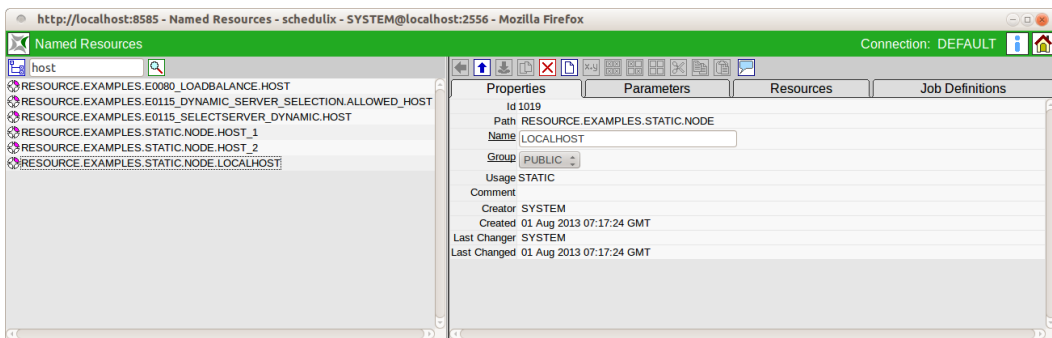 http://localhost:8585 - Named Resources - schedulix - SYSTEM@localhost:2556 - Mozilla Firefox
Named Resources
Connection: DEFAULT
host
RESOURCE.EXAMPLES.E0080_LOADBALANCE.HOST
RESOURCE.EXAMPLES.E0115_DYNAMIC_SERVER_SELECTION.ALLOWED_HOST
RESOURCE.EXAMPLES.E0115_SELECTSERVER_DYNAMIC.HOST
RESOURCE.EXAMPLES.STATIC.NODE.HOST_1
RESOURCE.EXAMPLES.STATIC.NODE.HOST_2
RESOURCE.EXAMPLES.STATIC.NODE.LOCALHOST
Properties Parameters Resources Job Definitions
Id 1019
Path RESOURCE.EXAMPLES.STATIC.NODE
Name LOCALHOST
Group PUBLIC
Usage STATIC
Comment
Creator SYSTEM
Created 01 Aug 2013 07:17:24 GMT
Last Changer SYSTEM
Last Changed 01 Aug 2013 07:17:24 GMT